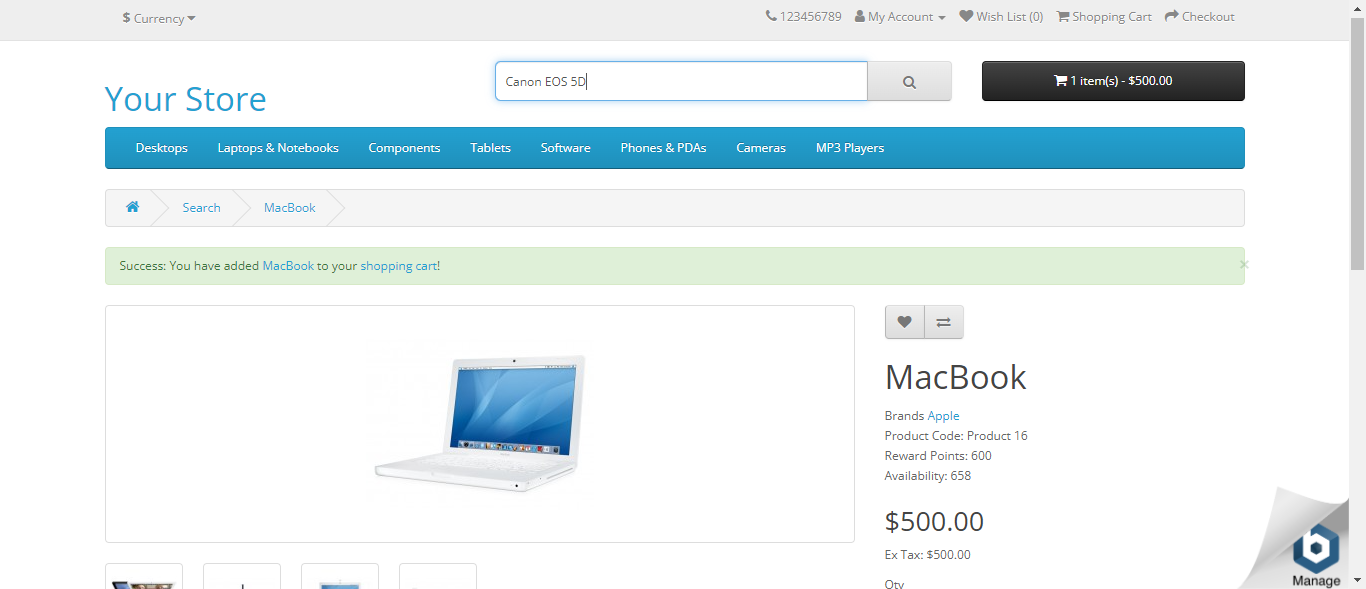 $ Currency
123456789 My Account Wish List (0) Shopping Cart Checkout
Your Store
Canon EOS 5D
1 item(s) - $500.00
Desktops Laptops & Notebooks Components Tablets Software Phones & PDAs Cameras MP3 Players
Search MacBook
Success: You have added MacBook to your shopping cart!
×
MacBook
Brands Apple
Product Code: Product 16
Reward Points: 600
Availability: 658
$500.00
Ex Tax: $500.00
Qty
Manage